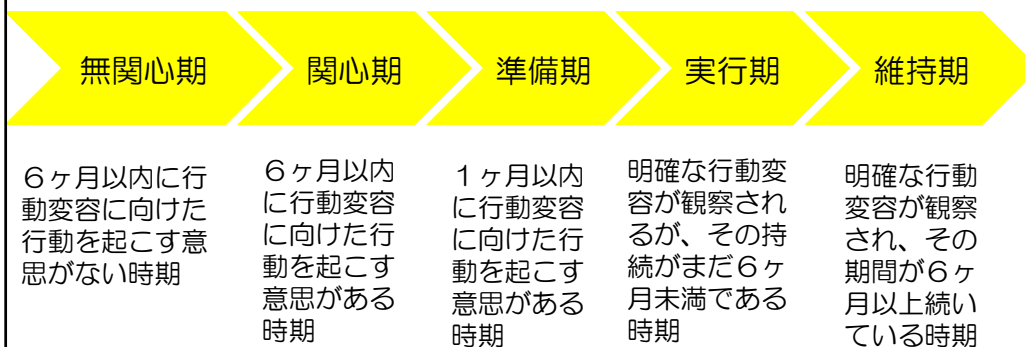 無関心期
関心期
準備期
実行期
維持期
６ヶ月以内に行
動変容に向けた
行動を起こす意
思がない時期
６ヶ月以内
に行動変容
に向けた行
動を起こす
意思がある
時期
１ヶ月以内
に行動変容
に向けた行
動を起こす
意思がある
時期
明確な行動変
容が観察され
るが、その持
続がまだ６ヶ
月未満である
時期
明確な行動
変容が観察
され、その
期間が６ヶ
月以上続い
ている時期